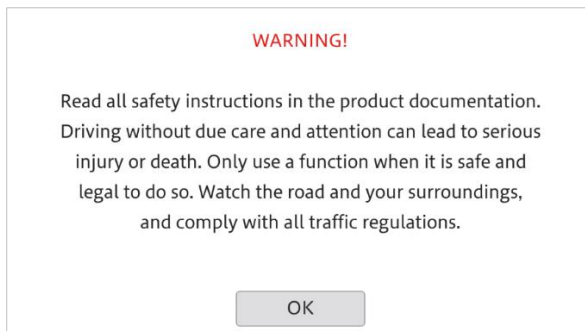 WARNING!
Read all safety instructions in the product documentation.
Driving without due care and attention can lead to serious
injury or death. Only use a function when it is safe and
legal to do so. Watch the road and your surroundings,
and comply with all traffic regulations.
OK